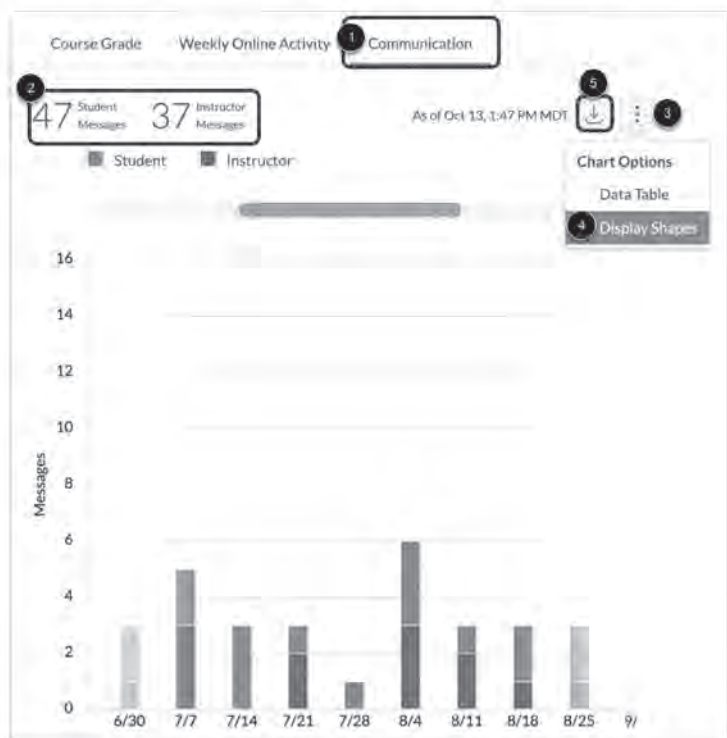 Course Grade Weekly Online Activity 1 Communication
2 47 Student Messages 37 Instructor Messages
5
As of Oct 13, 1:47 PM MDT 3
Student Instructor
Chart Options
Data Table
4 Display Shapes
Messages
16
14
12
10
8
6
4
2
0
6/30 7/7 7/14 7/21 7/28 8/4 8/11 8/18 8/25 9/